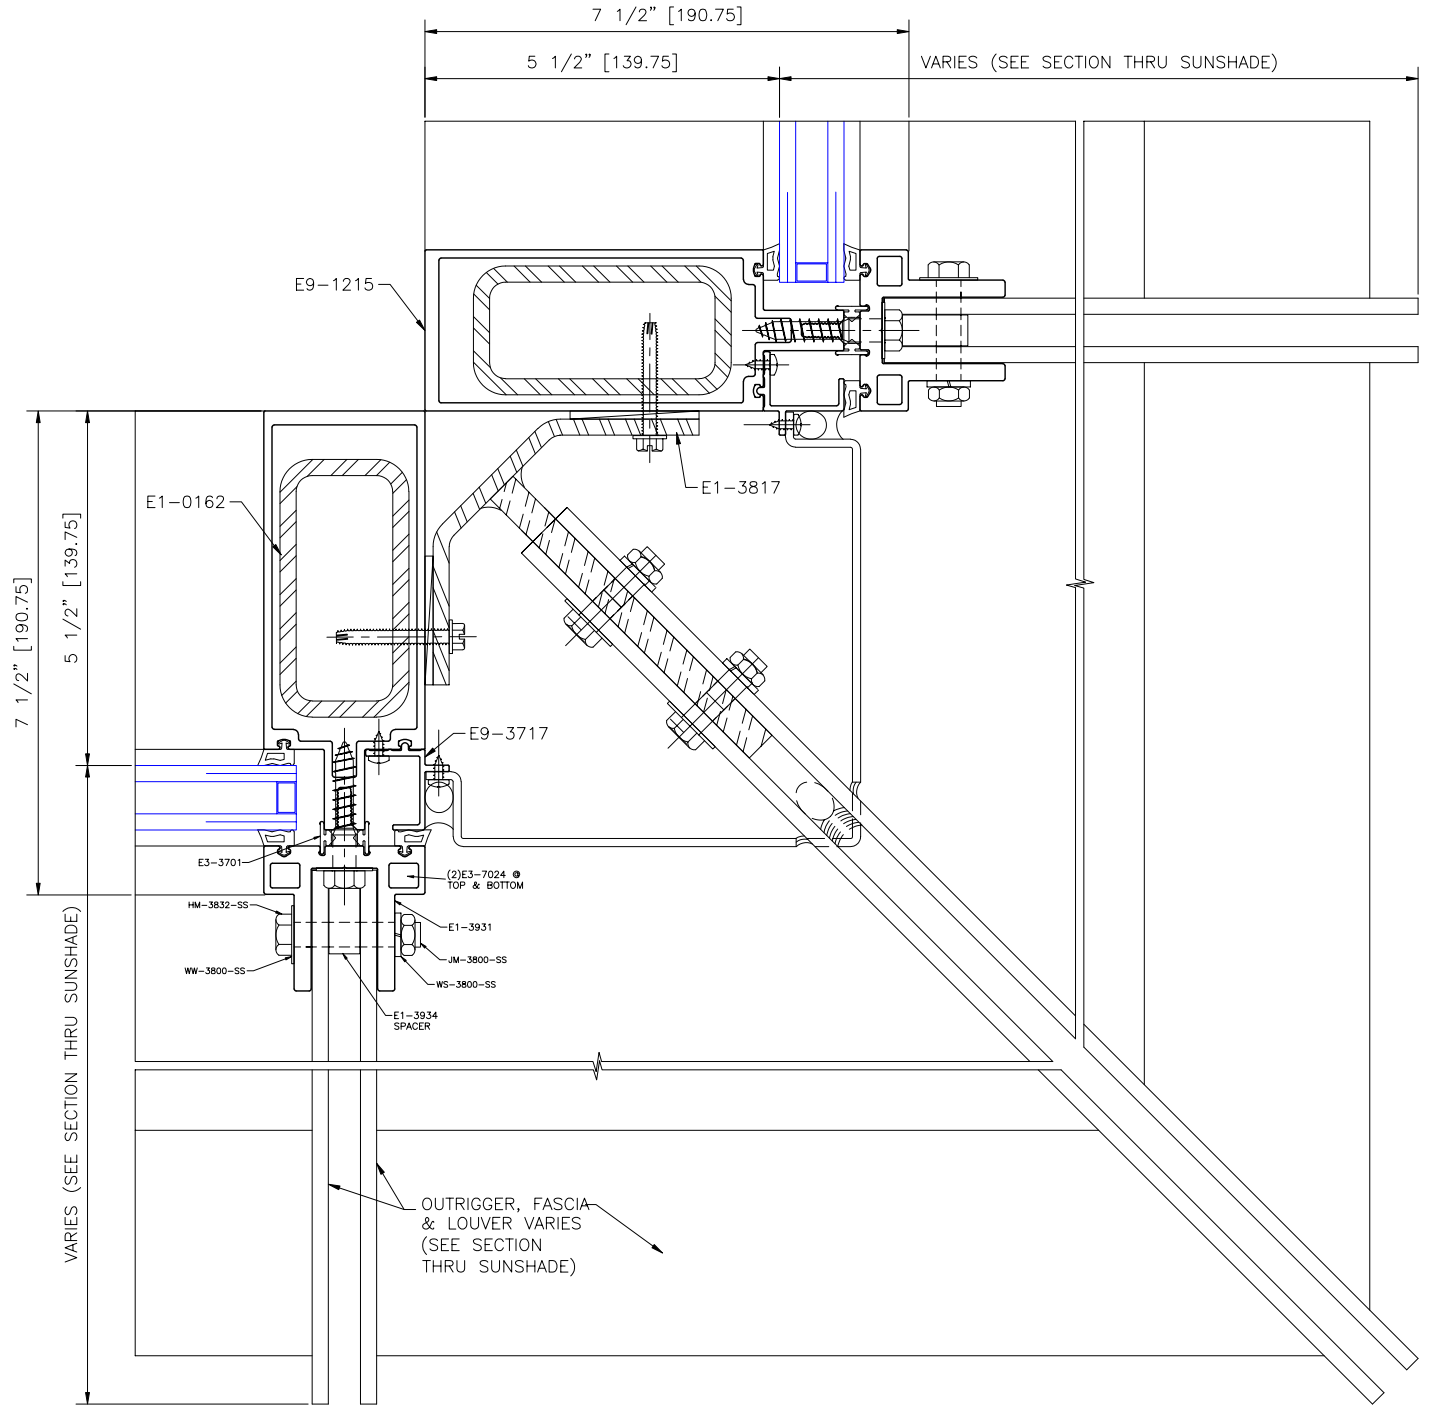 7 1/2” [190.75]
5 1/2” [139.75]
VARIES (SEE SECTION THRU SUNSHADE)
E9-1215
E1-3817
E1-0162
5 1/2” [139.75]
7 1/2” [190.75]
E9-3717
E3-3701
(2)E3-7024 @
TOP & BOTTOM
HM-3832-SS
E1-3931
JM-3800-SS
WW-3800-SS
WS-3800-SS
E1-3934
SPACER
VARIES (SEE SECTION THRU SUNSHADE)
OUTRIGGER, FASCIA
& LOUVER VARIES
(SEE SECTION
THRU SUNSHADE)